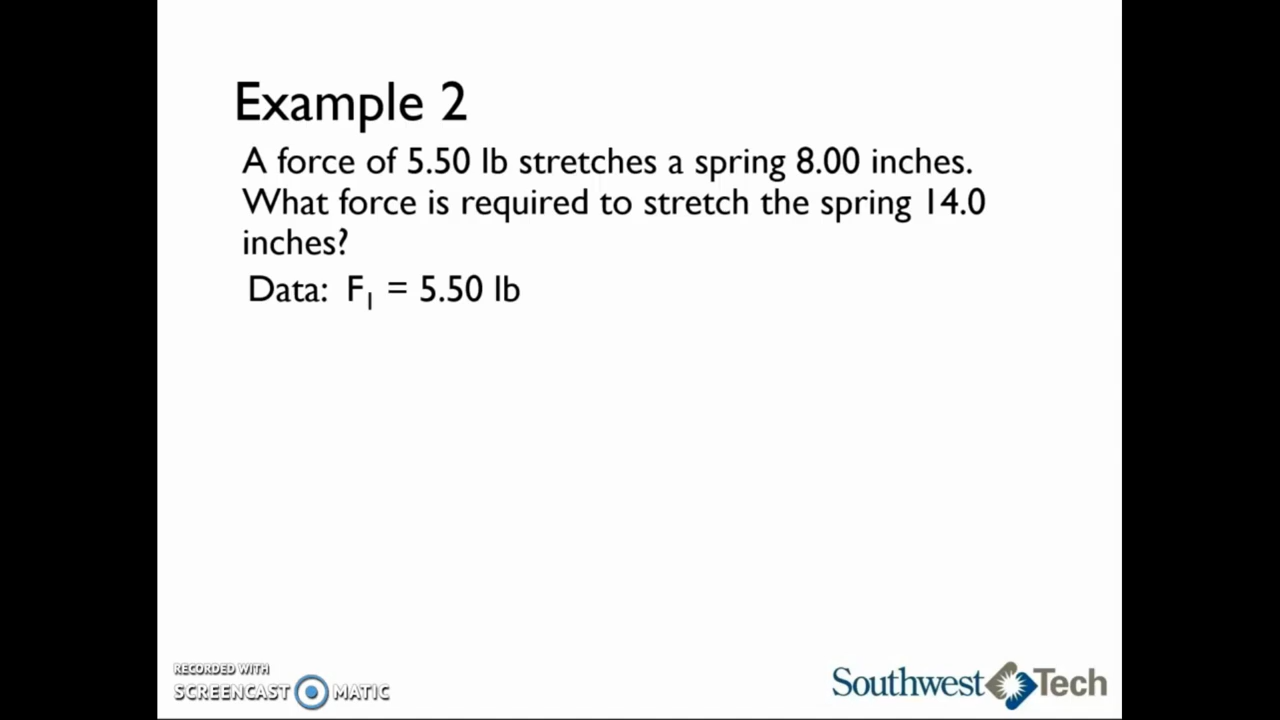 Example 2
A force of 5.50 lb stretches a spring 8.00 inches.
What force is required to stretch the spring 14.0
inches?
Data: F₁ = 5.50 lb
RECORDED WITH
SCREENCAST MATIC
Southwest Tech